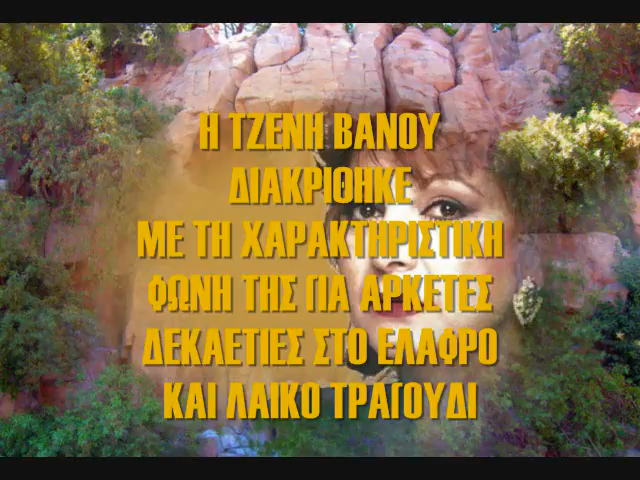 Η ΤΖΕΝΗ ΒΑΝΟΥ
ΔΙΑΚΡΙΘΗΚΕ
ΜΕ ΤΗ ΧΑΡΑΚΤΗΡΙΣΤΙΚΗ
ΦΩΝΗ ΤΗΣ ΓΙΑ ΑΡΚΕΤΕΣ
ΔΕΚΑΕΤΙΕΣ ΣΤΟ ΕΛΑΦΡΟ
ΚΑΙ ΛΑΙΚΟ ΤΡΑΓΟΥΔΙ